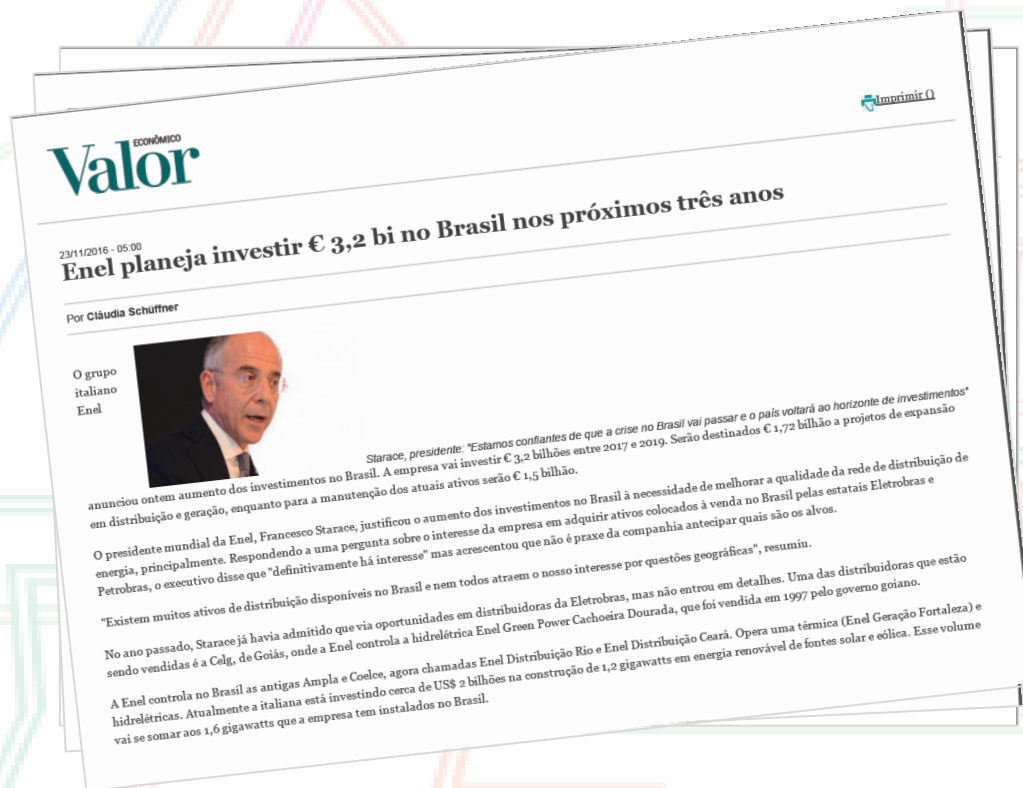 Imprimir ()
Valor
ECONÔMICO
23/11/2016 - 05:00
Enel planeja investir € 3,2 bi no Brasil nos próximos três anos
Por Cláudia Schüffner
O grupo
italiano
Enel
Starace, presidente: "Estamos confiantes de que a crise no Brasil vai passar e o país voltará ao horizonte de investimentos"
anunciou ontem aumento dos investimentos no Brasil. A empresa vai investir € 3,2 bilhões entre 2017 e 2019. Serão destinados € 1,72 bilhão a projetos de expansão
em distribuição e geração, enquanto para a manutenção dos atuais ativos serão € 1,5 bilhão.
O presidente mundial da Enel, Francesco Starace, justificou o aumento dos investimentos no Brasil à necessidade de melhorar a qualidade da rede de distribuição de
energia, principalmente. Respondendo a uma pergunta sobre o interesse da empresa em adquirir ativos colocados à venda no Brasil pelas estatais Eletrobras e
Petrobras, o executivo disse que "definitivamente há interesse" mas acrescentou que não é praxe da companhia antecipar quais são os alvos.
"Existem muitos ativos de distribuição disponíveis no Brasil e nem todos atraem o nosso interesse por questões geográficas", resumiu.
No ano passado, Starace já havia admitido que via oportunidades em distribuidoras da Eletrobras, mas não entrou em detalhes. Uma das distribuidoras que estão
sendo vendidas é a Celg, de Goiás, onde a Enel controla a hidrelétrica Enel Green Power Cachoeira Dourada, que foi vendida em 1997 pelo governo goiano.
A Enel controla no Brasil as antigas Ampla e Coelce, agora chamadas Enel Distribuição Rio e Enel Distribuição Ceará. Opera uma térmica (Enel Geração Fortaleza) e
hidrelétricas. Atualmente a italiana está investindo cerca de US$ 2 bilhões na construção de 1,2 gigawatts em energia renovável de fontes solar e eólica. Esse volume
vai se somar aos 1,6 gigawatts que a empresa tem instalados no Brasil.